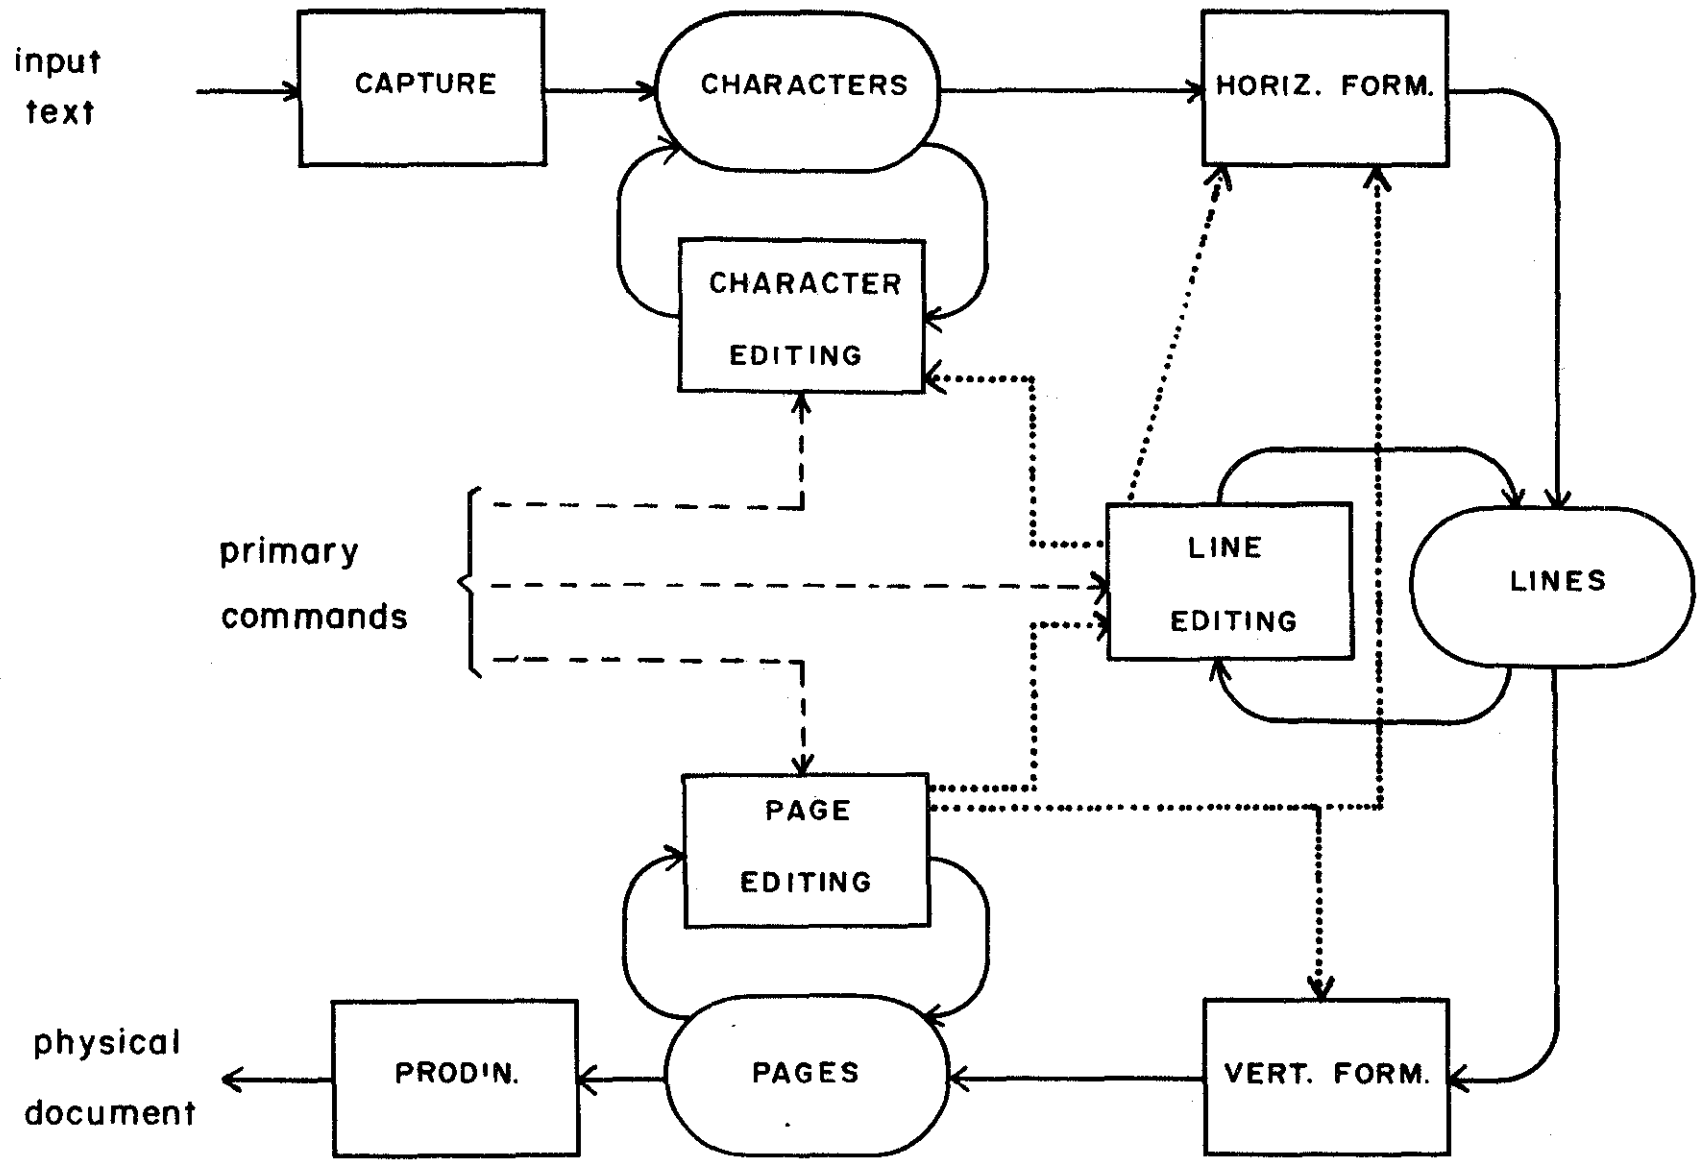 input
text
CAPTURE
CHARACTERS
HORIZ. FORM.
CHARACTER
EDITING
primary
commands
LINE
EDITING
LINES
PAGE
EDITING
physical
document
PROD'N.
PAGES
VERT. FORM.